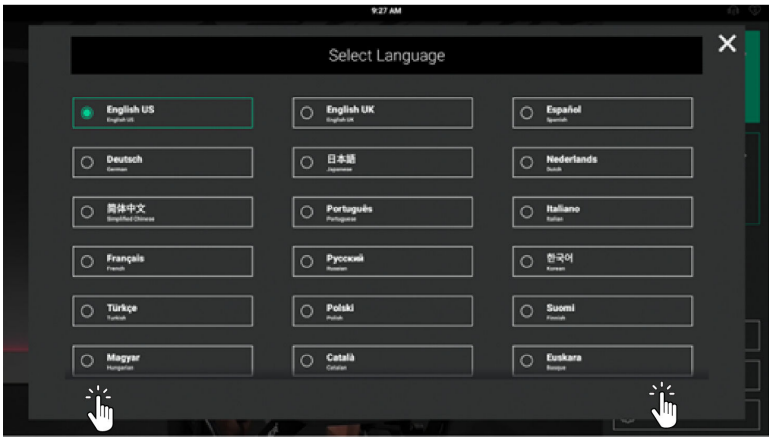 9:27 AM
Select Language
English US
English US
English UK
English UK
Español
Spanish
Deutsch
German
日本語
Japanese
Nederlands
Dutch
简体中文
Simplified Chinese
Português
Portuguese
Italiano
Italian
Français
French
Русский
Russian
한국어
Korean
Türkçe
Turkish
Polski
Polish
Suomi
Finnish
Magyar
Hungarian
Català
Catalan
Euskara
Basque